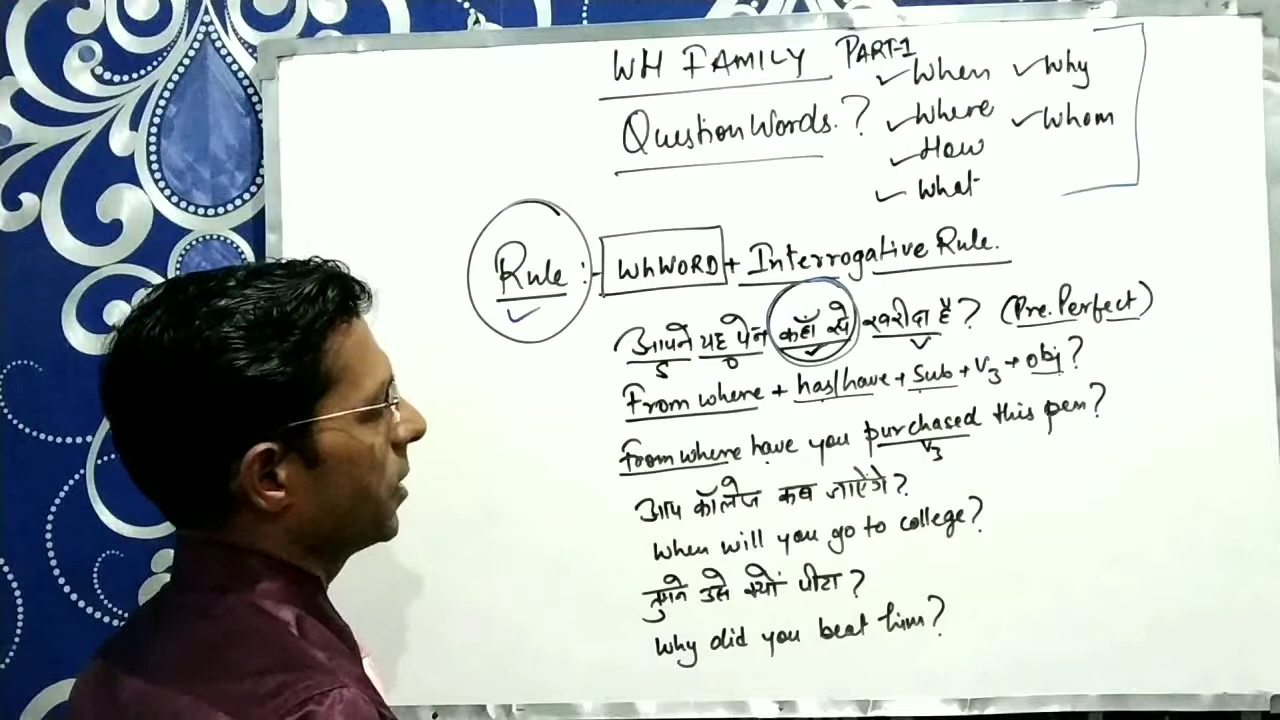 WH FAMILY PART-1
Question Words. ?
When Why
Where Whom
How
What
Rule :- WH WORD + Interrogative Rule.
आपने यह पेन कहाँ से खरीदा है ? (Pre. Perfect)
S O V
From where + has/have + Sub + V3 + obj ?
From where have you purchased this pen?
V3
आप कॉलेज कब जाऐंगे ?
When will you go to college?
तुमने उसे क्यों पीटा ?
Why did you beat him?